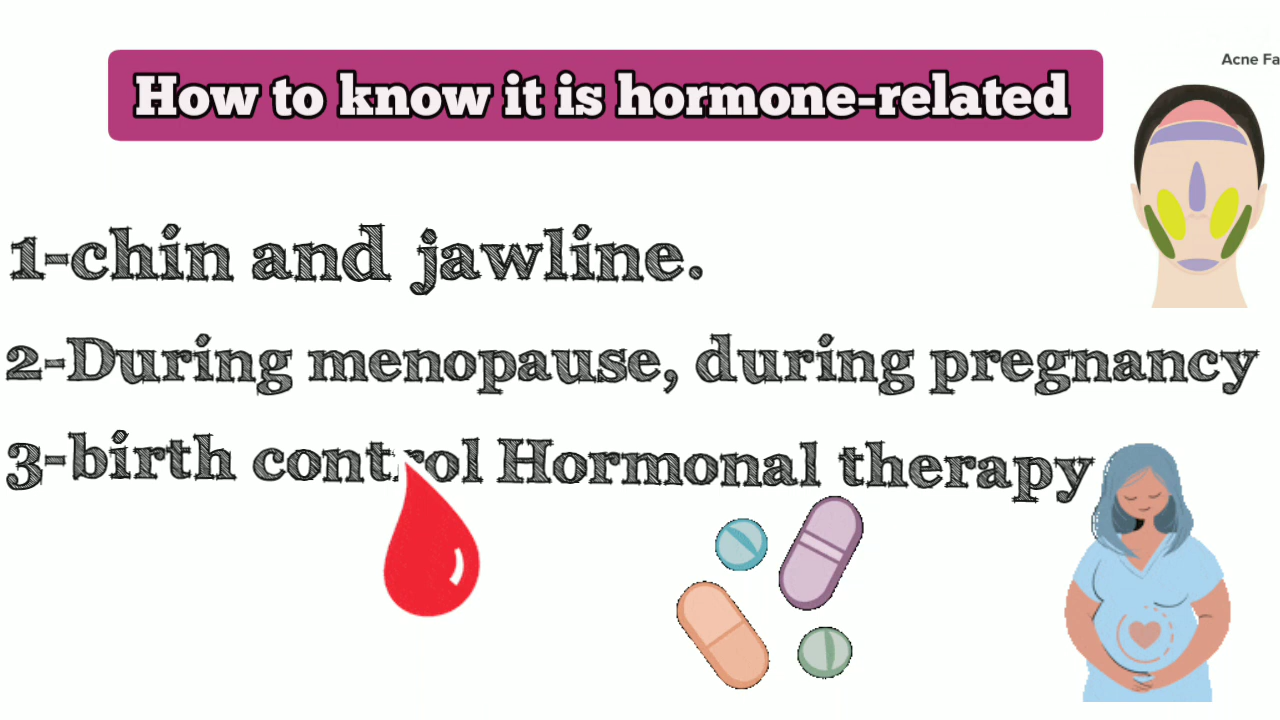 How to know it is hormone-related
Acne Fa
1-chin and jawline.
2-During menopause, during pregnancy
3-birth control Hormonal therapy